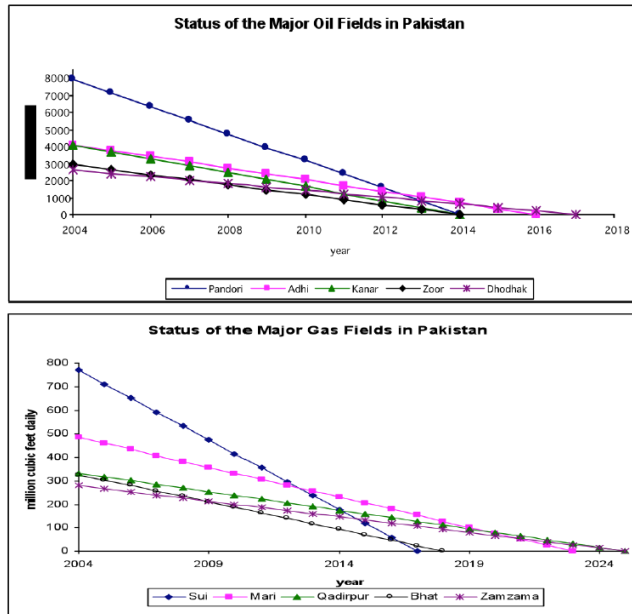 Status of the Major Oil Fields in Pakistan
8000
7000
6000
5000
4000
3000
2000
1000
0
2004 2006 2008 2010 2012 2014 2016 2018
year
Pandori Adhi Kanar Zoor Dhodhak
Status of the Major Gas Fields in Pakistan
million cubic feet daily
800
700
600
500
400
300
200
100
0
2004 2009 2014 2019 2024
year
Sui Mari Qadirpur Bhat Zamzama